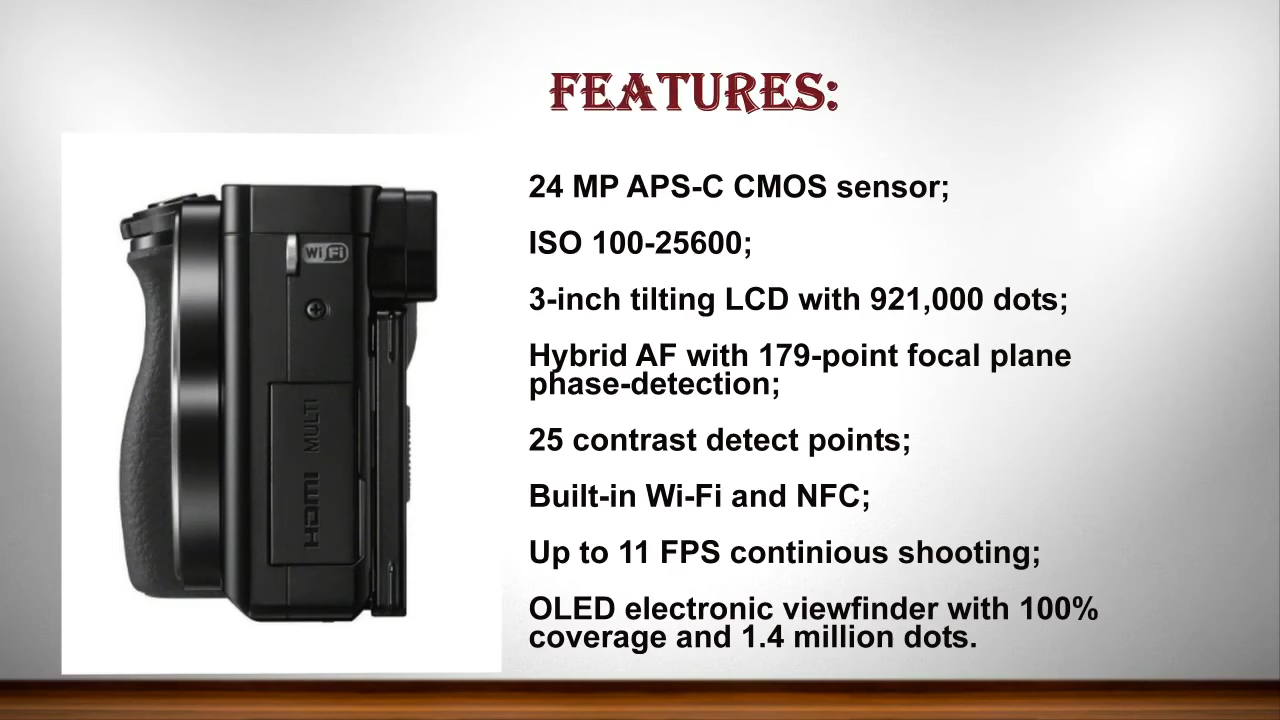 FEATURES:
24 MP APS-C CMOS sensor;
ISO 100-25600;
3-inch tilting LCD with 921,000 dots;
Hybrid AF with 179-point focal plane
phase-detection;
25 contrast detect points;
Built-in Wi-Fi and NFC;
Up to 11 FPS continious shooting;
OLED electronic viewfinder with 100%
coverage and 1.4 million dots.
Wi Fi
MULTI
HDMI